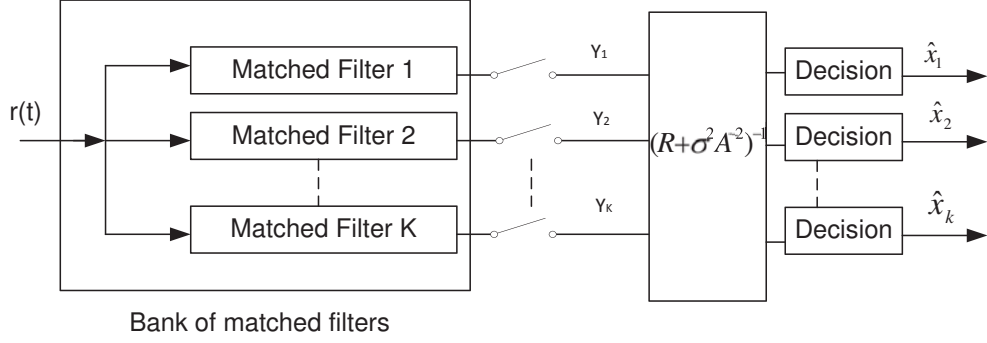 r(t)
Matched Filter 1
Matched Filter 2
Matched Filter K
Y₁
Y₂
Yκ
(R+σ²A⁻²)⁻¹
Decision
Decision
Decision
x̂₁
x̂₂
x̂ₖ
Bank of matched filters